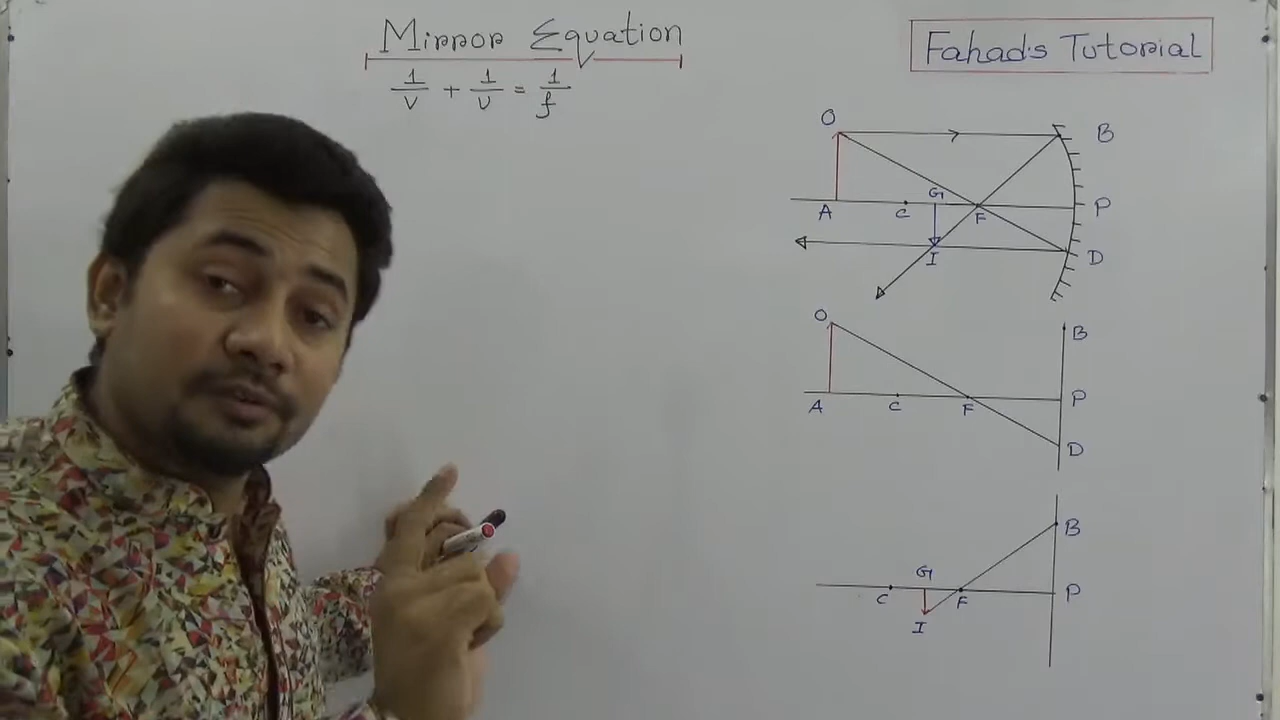 Mirror Equation
1/v + 1/v = 1/f
Fahad's Tutorial
O
B
G
A
C
F
P
I
D
O
B
A
C
F
P
D
B
G
C
F
P
I